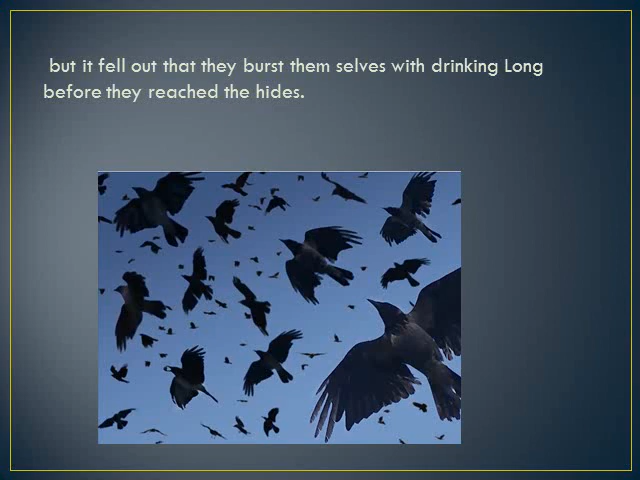 but it fell out that they burst them selves with drinking Long
before they reached the hides.